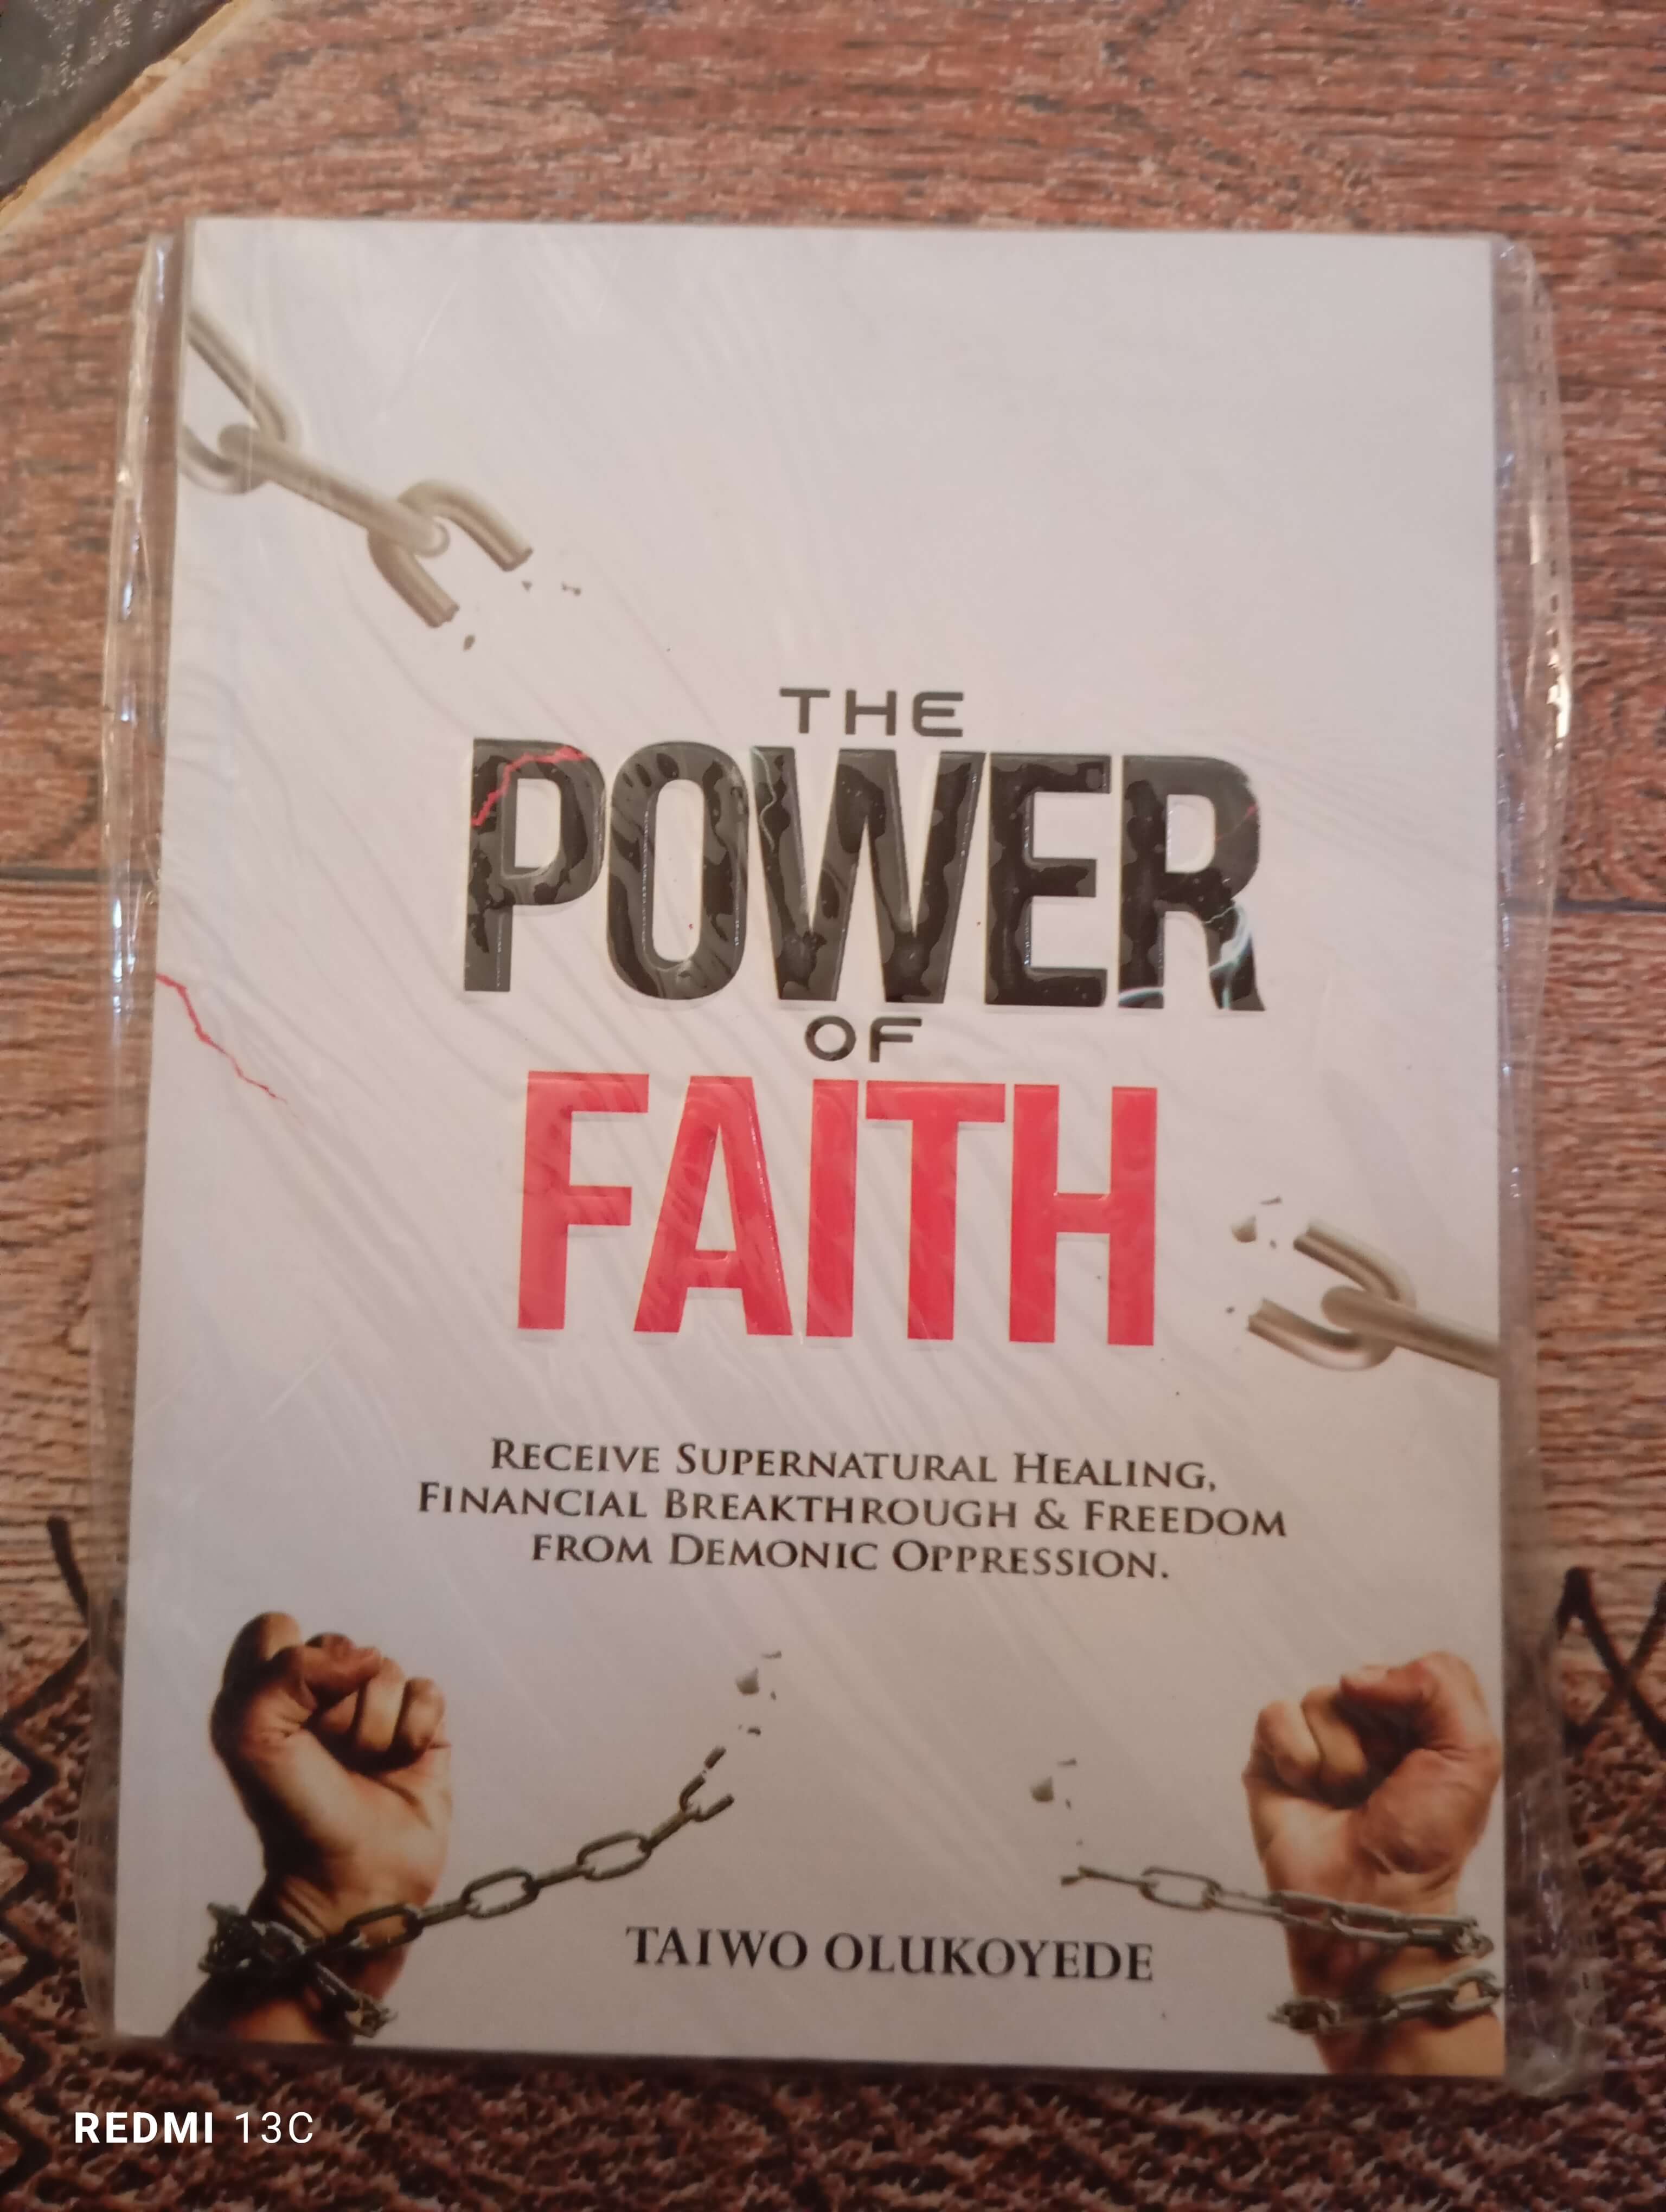 THE
POWER
OF
FAITH
RECEIVE SUPERNATURAL HEALING,
FINANCIAL BREAKTHROUGH & FREEDOM
FROM DEMONIC OPPRESSION.
TAIWO OLUKOYEDE
REDMI 13C